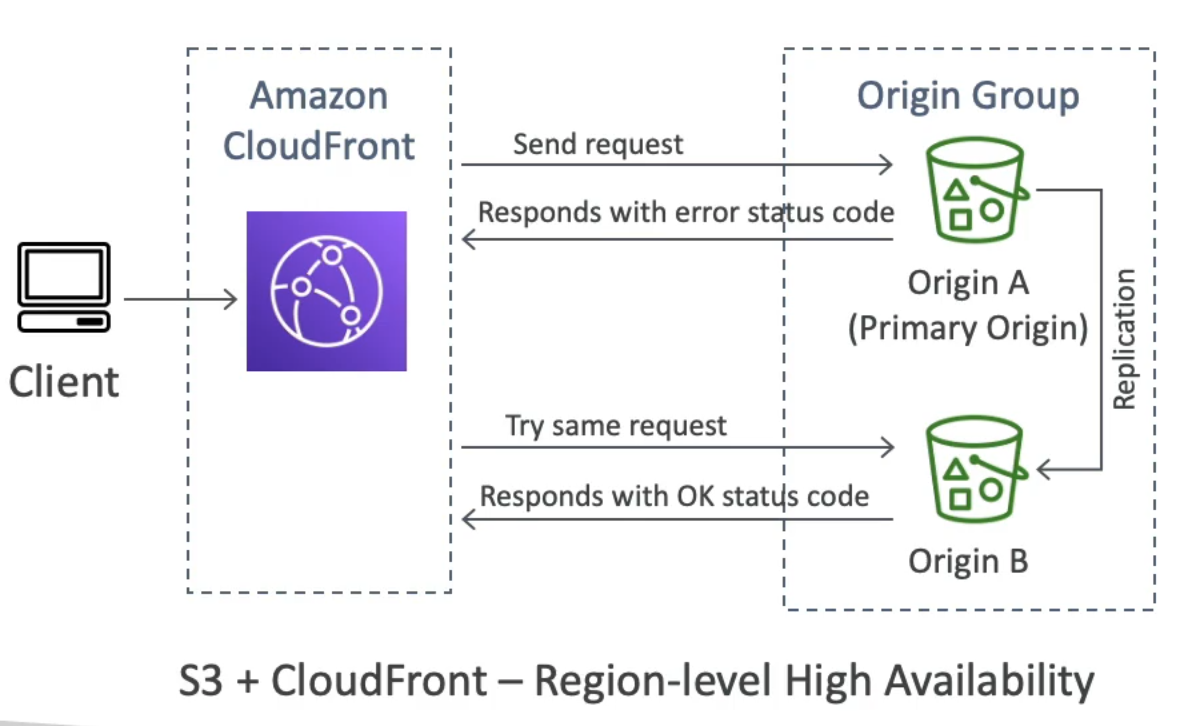 Amazon
CloudFront
Origin Group
Send request
Responds with error status code
Origin A
(Primary Origin)
Replication
Client
Try same request
Responds with OK status code
Origin B
S3 + CloudFront – Region-level High Availability